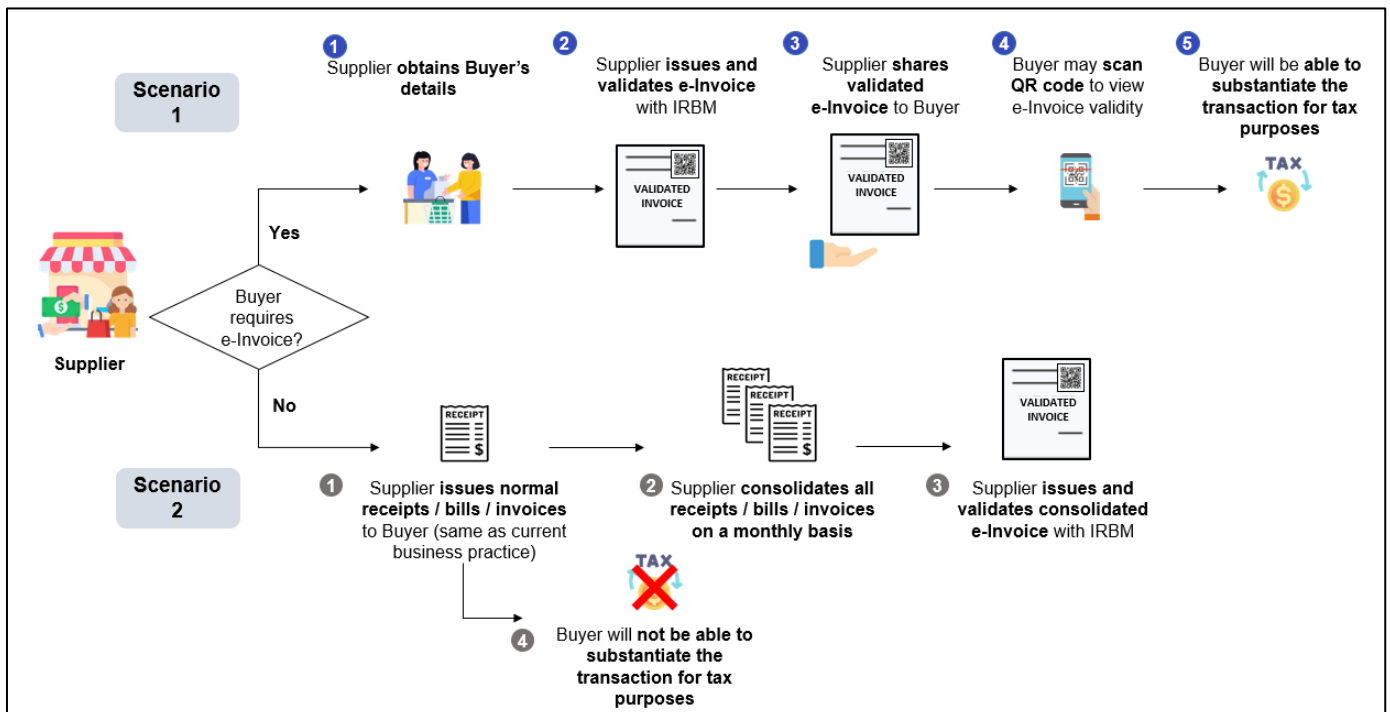 Scenario
1
1
Supplier obtains Buyer's
details
2
Supplier issues and
validates e-Invoice
with IRBM
3
Supplier shares
validated
e-Invoice to Buyer
4
Buyer may scan
QR code to view
e-Invoice validity
5
Buyer will be able to
substantiate the
transaction for tax
purposes
VALIDATED
INVOICE
VALIDATED
INVOICE
TAX
$
Yes
$
Supplier
Buyer
requires
e-Invoice?
No
Scenario
2
RECEIPT
$
RECEIPT
RECEIPT
RECEIPT
$
VALIDATED
INVOICE
1
Supplier issues normal
receipts / bills / invoices
to Buyer (same as current
business practice)
2
Supplier consolidates all
receipts / bills / invoices
on a monthly basis
3
Supplier issues and
validates consolidated
e-Invoice with IRBM
TAX
4
Buyer will not be able to
substantiate the
transaction for tax
purposes